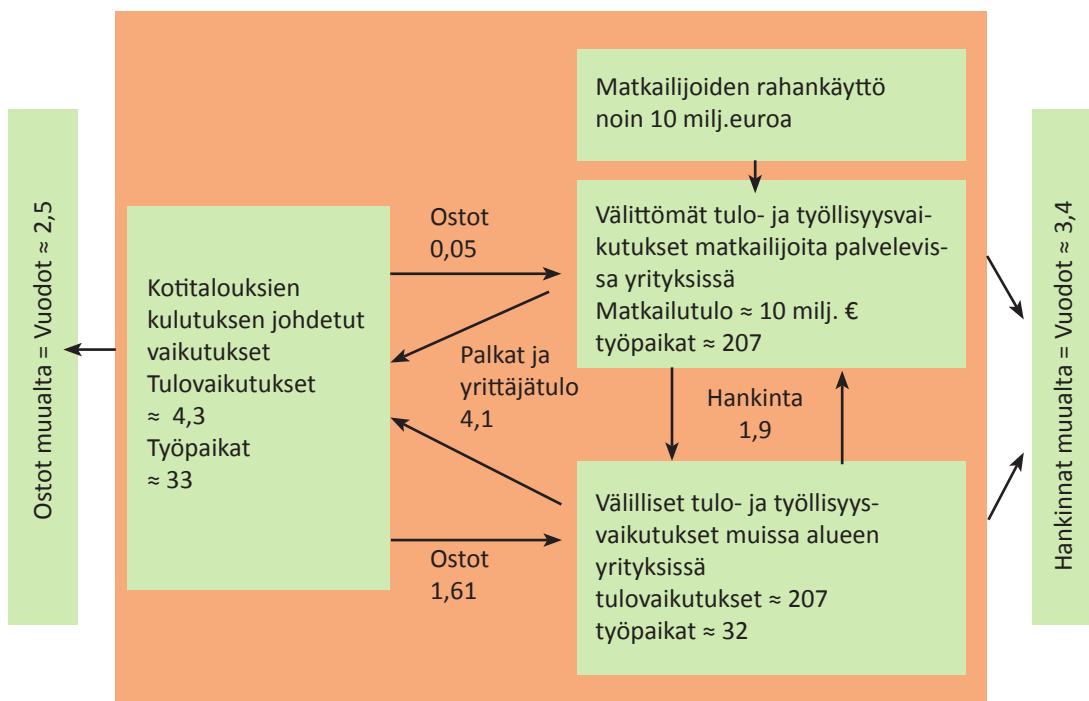 Ostot muualta = Vuodot ≈ 2,5
Kotitalouksien
kulutuksen johdetut
vaikutukset
Tulovaikutukset
≈ 4,3
Työpaikat
≈ 33
Ostot
0,05
Palkat ja
yrittäjätulo
4,1
Ostot
1,61
Matkailijoiden rahankäyttö
noin 10 milj.euroa
Välittömät tulo- ja työllisyysvai-
kutukset matkailijoita palvelevis-
sa yrityksissä
Matkailutulo ≈ 10 milj. €
työpaikat ≈ 207
Hankinta
1,9
Välilliset tulo- ja työllisyys-
vaikutukset muissa alueen
yrityksissä
tulovaikutukset ≈ 207
työpaikat ≈ 32
Hankinnat muualta = Vuodot ≈ 3,4